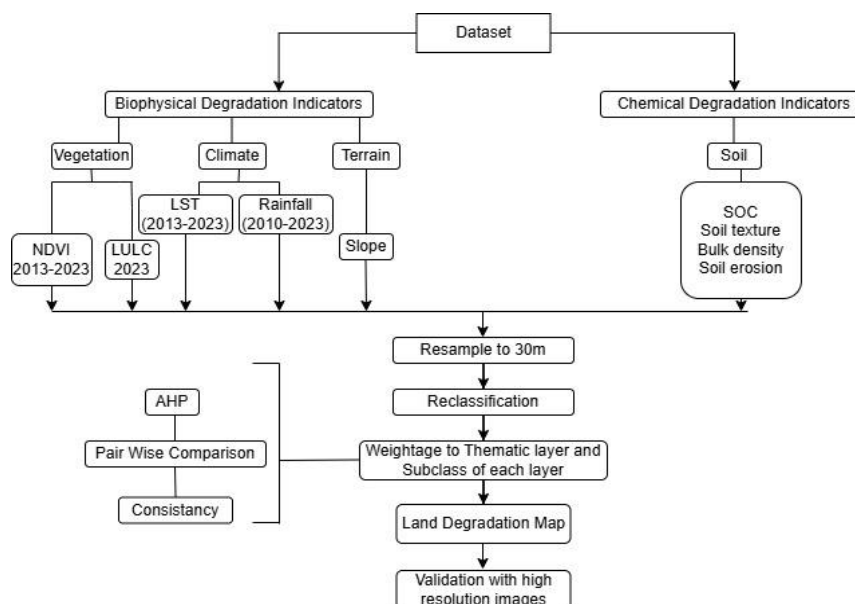 Dataset
Biophysical Degradation Indicators
Chemical Degradation Indicators
Vegetation
Climate
Terrain
Soil
NDVI
2013-2023
LULC
2023
LST
(2013-2023)
Rainfall
(2010-2023)
Slope
SOC
Soil texture
Bulk density
Soil erosion
Resample to 30m
Reclassification
AHP
Pair Wise Comparison
Consistancy
Weightage to Thematic layer and
Subclass of each layer
Land Degradation Map
Validation with high
resolution images